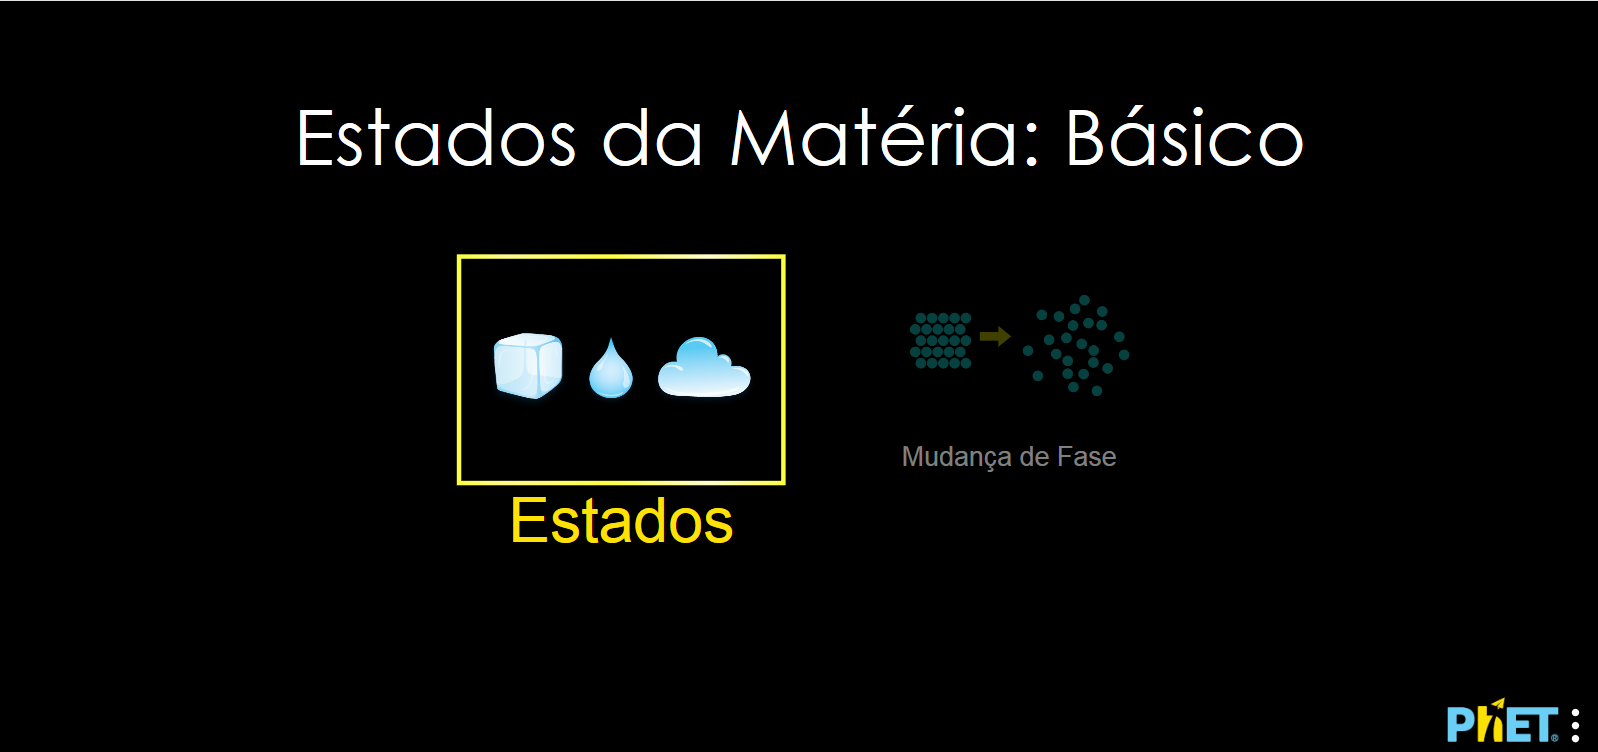 Estados da Matéria: Básico
Mudança de Fase
Estados
PhET®